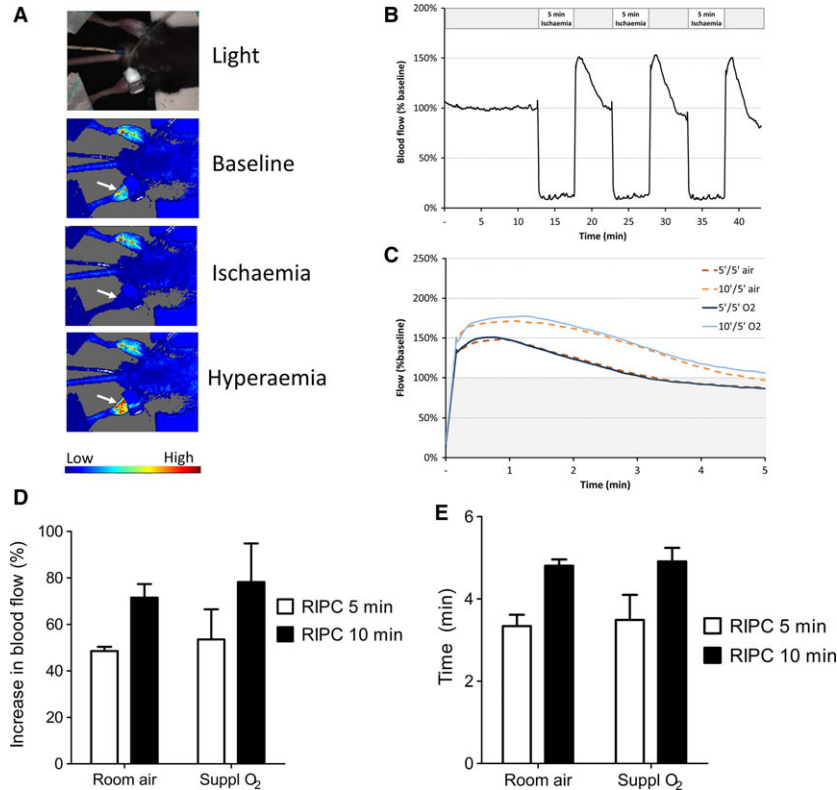 A
Light
Baseline
Ischaemia
Hyperaemia
Low High
B
5 min Ischaemia
5 min Ischaemia
5 min Ischaemia
200%
150%
100%
50%
0%
Blood flow (% baseline)
- 5 10 15 20 25 30 35 40
Time (min)
C
250%
200%
150%
100%
50%
0%
Flow (%baseline)
5'/5' air
10'/5' air
5'/5' O2
10'/5' O2
- 1 2 3 4 5
Time (min)
D
100
80
60
40
20
0
Increase in blood flow (%)
RIPC 5 min
RIPC 10 min
Room air Suppl O₂
E
6
4
2
0
Time (min)
RIPC 5 min
RIPC 10 min
Room air Suppl O₂